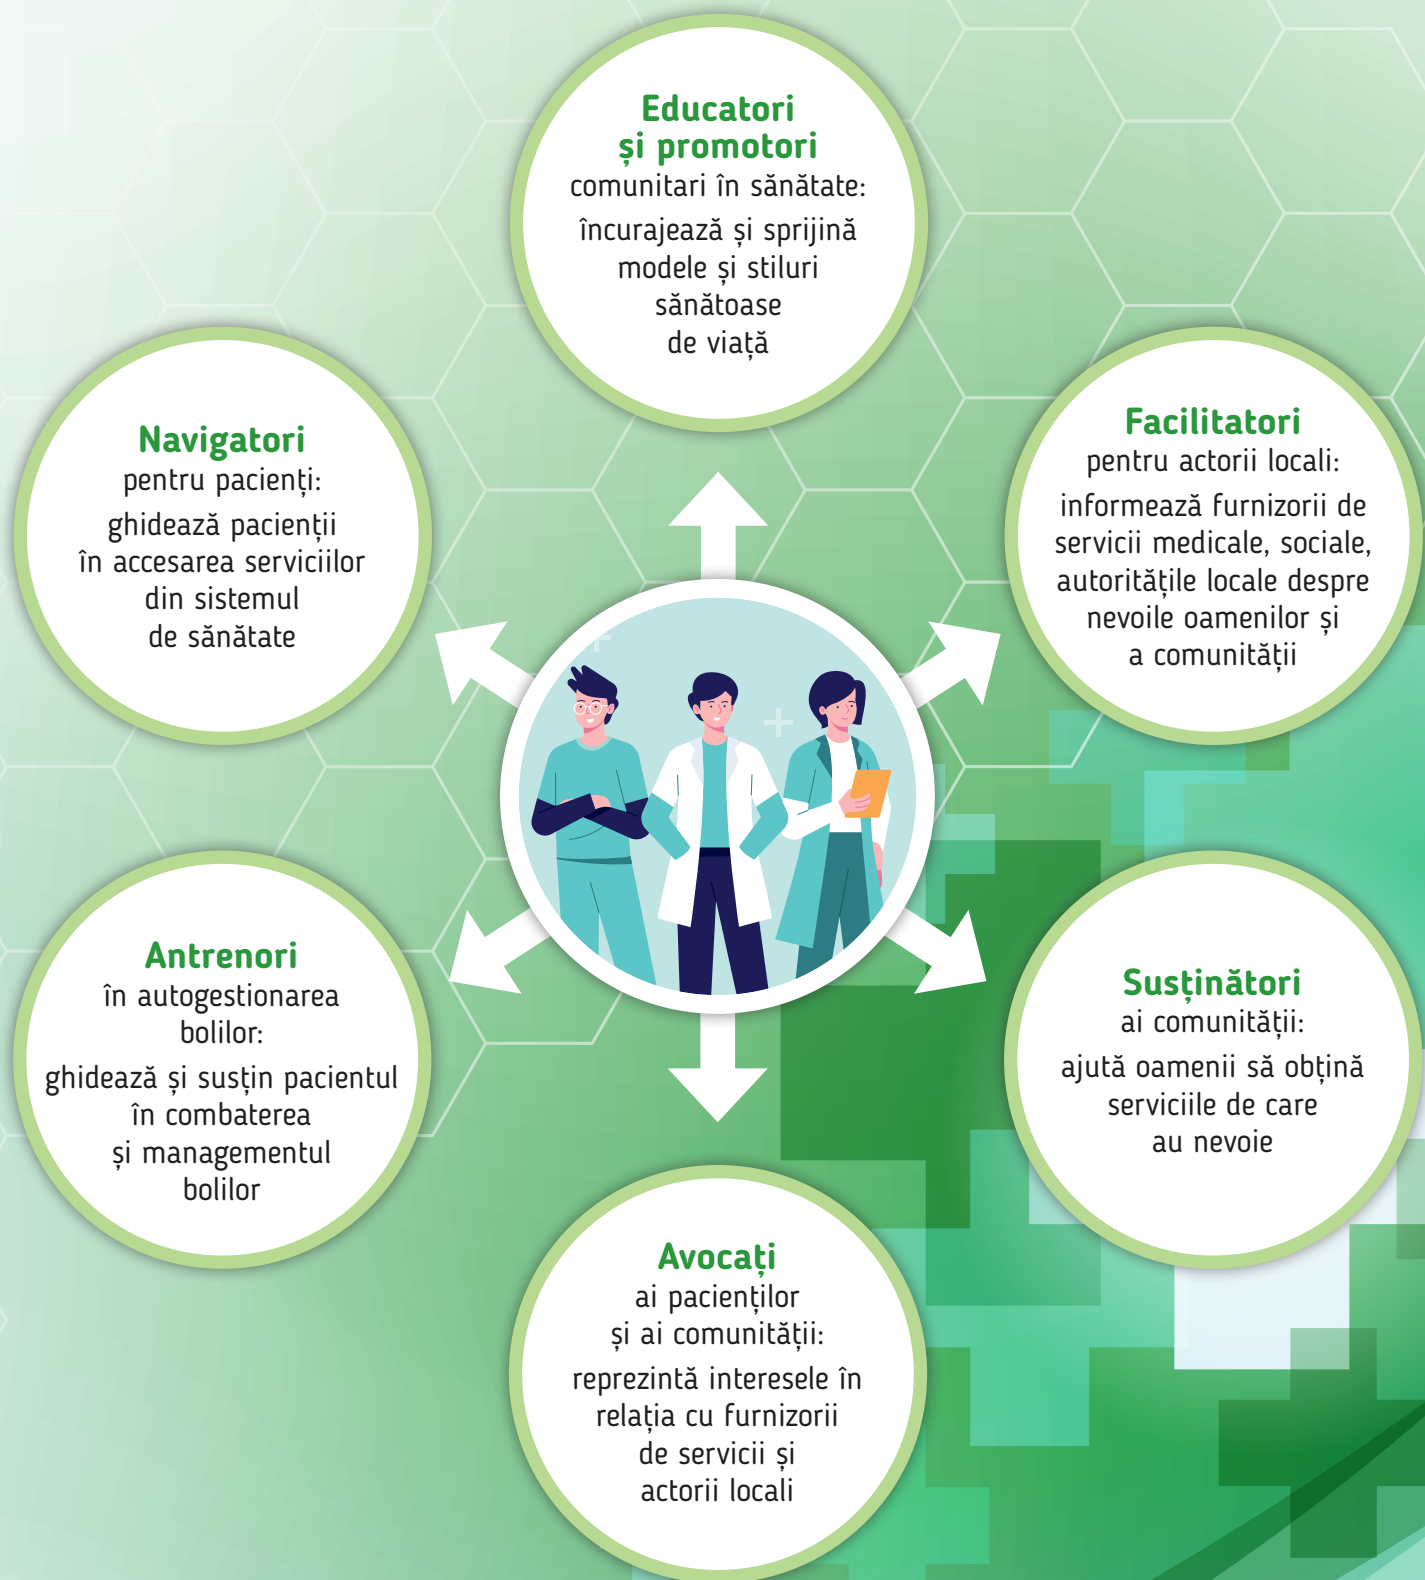 Educatori
și promotori
comunitari în sănătate:
încurajează și sprijină
modele și stiluri
sănătoase
de viață
Navigatori
pentru pacienți:
ghidează pacienții
în accesarea serviciilor
din sistemul
de sănătate
Facilitatori
pentru actorii locali:
informează furnizorii de
servicii medicale, sociale,
autoritățile locale despre
nevoile oamenilor și
a comunității
Antrenori
în autogestionarea
bolilor:
ghidează și susțin pacientul
în combaterea
și managementul
bolilor
Susținători
ai comunității:
ajută oamenii să obțină
serviciile de care
au nevoie
Avocați
ai pacienților
și ai comunității:
reprezintă interesele în
relația cu furnizorii
de servicii și
actorii locali